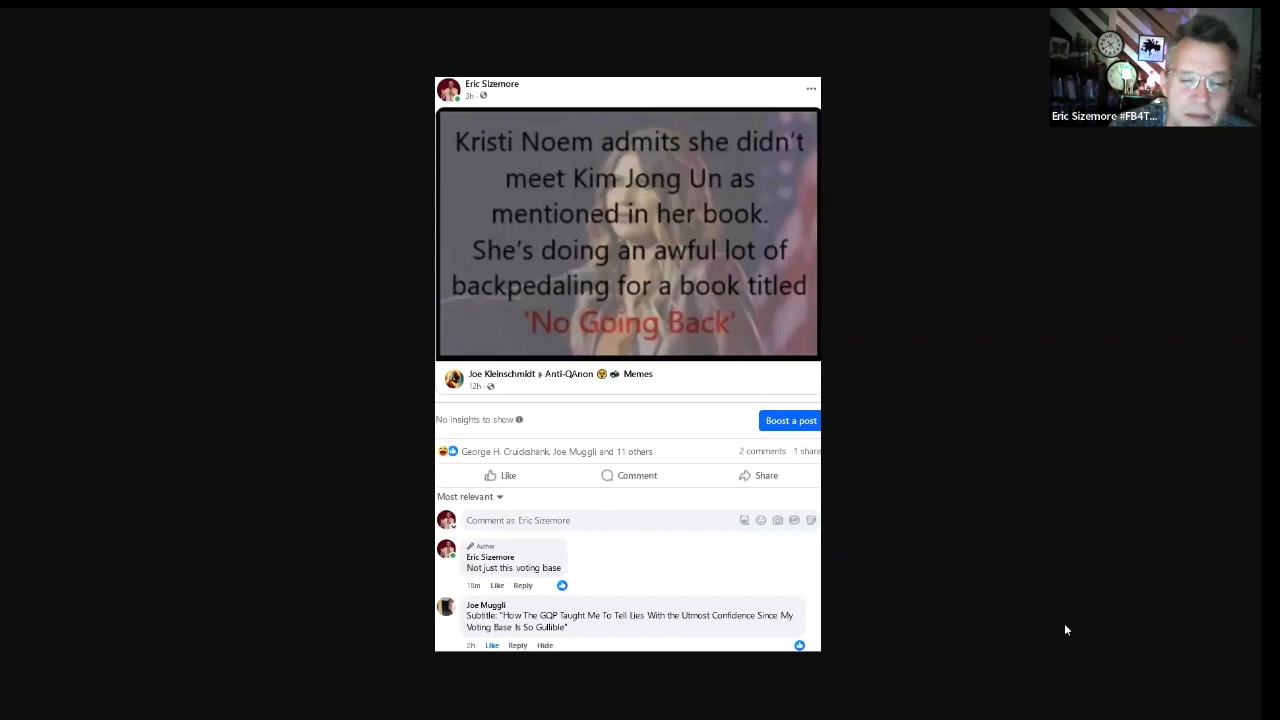 Eric Sizemore
3h ·
Kristi Noem admits she didn't
meet Kim Jong Un as
mentioned in her book.
She's doing an awful lot of
backpedaling for a book titled
'No Going Back'
Joe Kleinschmidt ▸ Anti-QAnon Memes
12h ·
No insights to show
Boost a post
George H. Cruickshank, Joe Muggli and 11 others
2 comments 1 share
Like Comment Share
Most relevant
Comment as Eric Sizemore
Author
Eric Sizemore
Not just this voting base
18m Like Reply
Joe Muggli
Subtitle: "How The GQP Taught Me To Tell Lies With the Utmost Confidence Since My
Voting Base Is So Gullible"
2h Like Reply Hide
Eric Sizemore #FB4T...